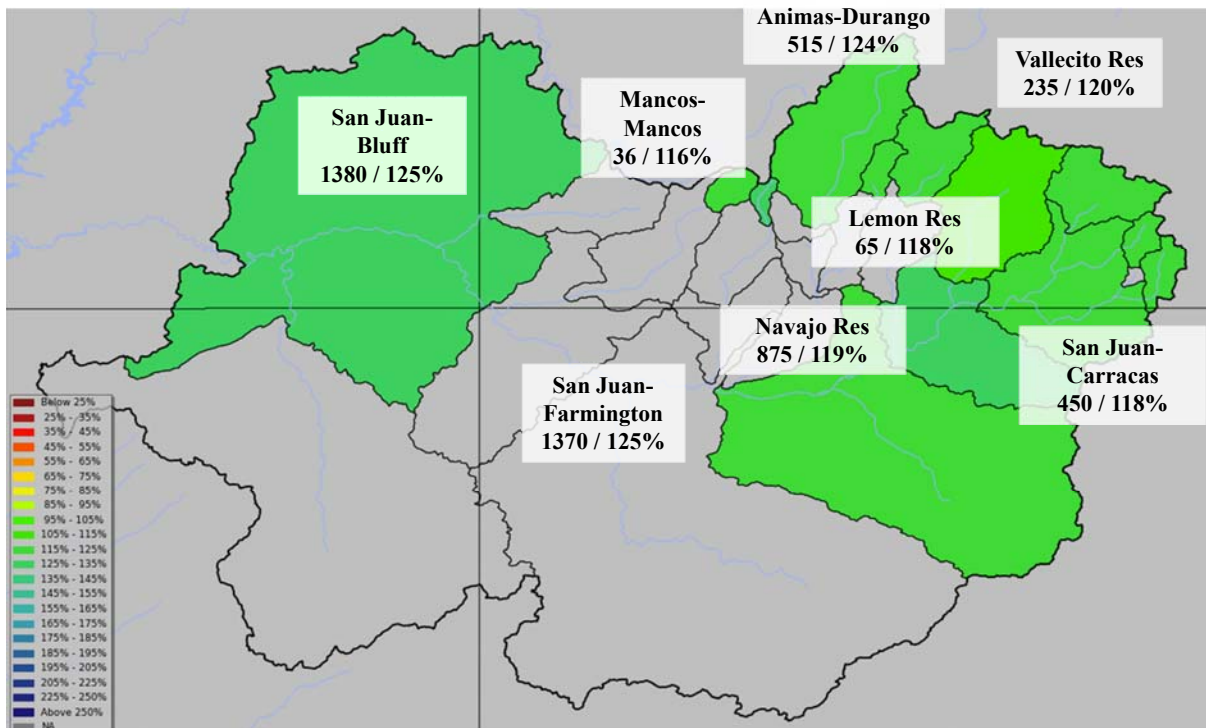 Animas-Durango
515 / 124%
Vallecito Res
235 / 120%
Mancos-
Mancos
36 / 116%
San Juan-
Bluff
1380 / 125%
Lemon Res
65 / 118%
Navajo Res
875 / 119%
San Juan-
Carracas
450 / 118%
San Juan-
Farmington
1370 / 125%
Below 25%
25% - 35%
35% - 45%
45% - 55%
55% - 65%
65% - 75%
75% - 85%
85% - 95%
95% - 105%
105% - 115%
115% - 125%
125% - 135%
135% - 145%
145% - 155%
155% - 165%
165% - 175%
175% - 185%
185% - 195%
195% - 205%
205% - 225%
225% - 250%
Above 250%
NA